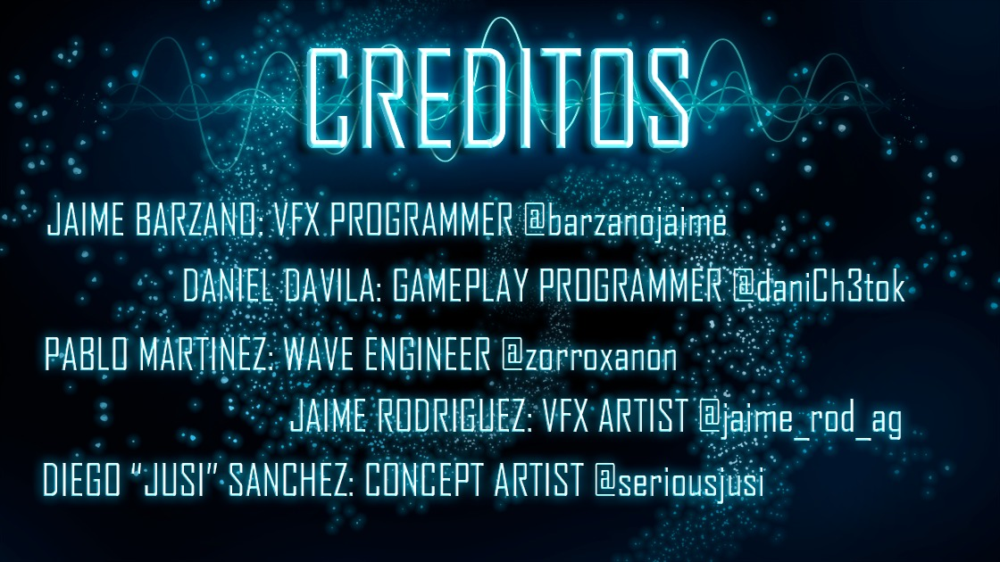 CREDITOS
JAIME BARZANO: VFX PROGRAMMER @barzanojaime
DANIEL DAVILA: GAMEPLAY PROGRAMMER @daniCh3tok
PABLO MARTINEZ: WAVE ENGINEER @zorroxanon
JAIME RODRIGUEZ: VFX ARTIST @jaime_rod_ag
DIEGO “JUSI” SANCHEZ: CONCEPT ARTIST @seriousjusi